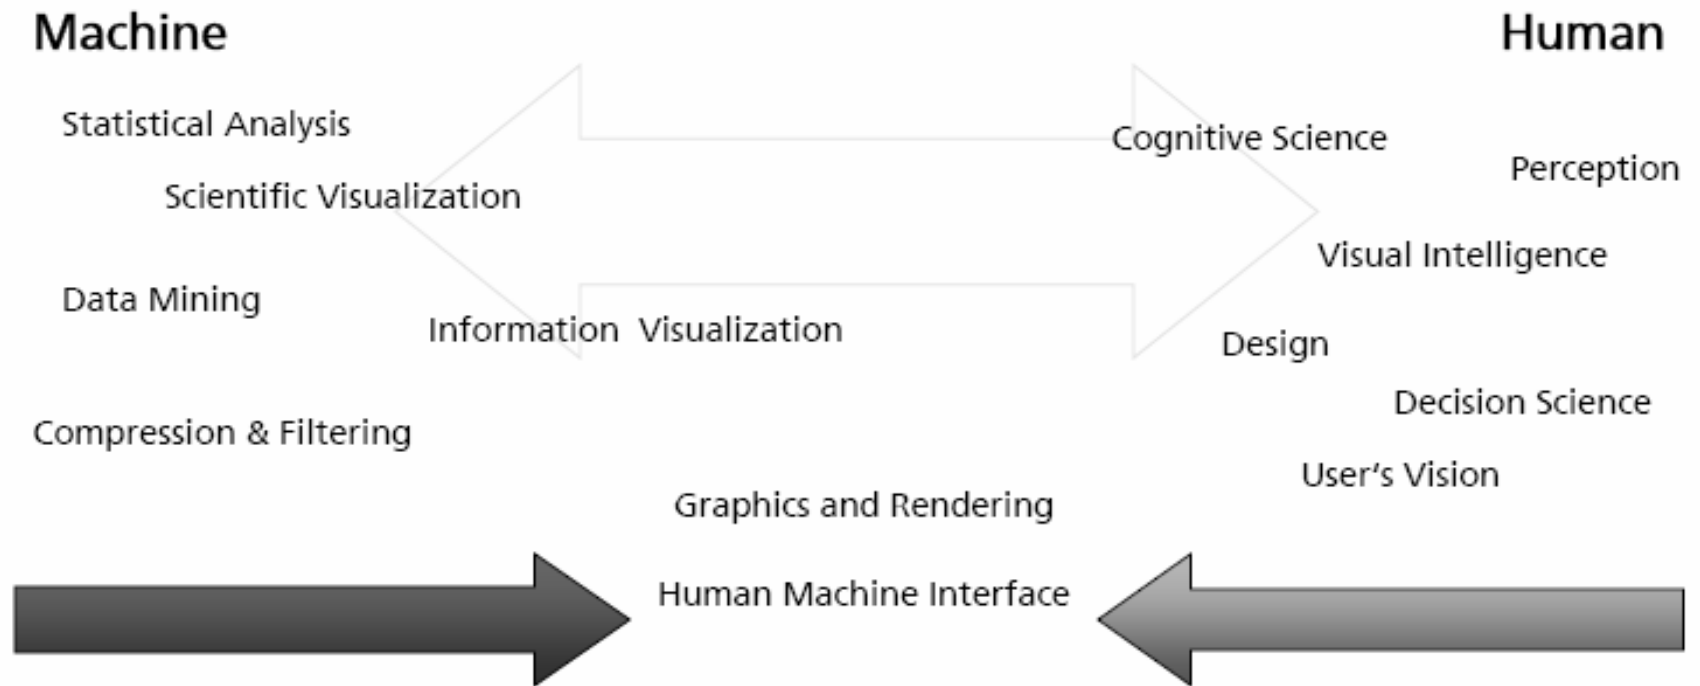 Machine
Human
Statistical Analysis
Cognitive Science
Perception
Scientific Visualization
Visual Intelligence
Data Mining
Information Visualization
Design
Decision Science
Compression & Filtering
User's Vision
Graphics and Rendering
Human Machine Interface